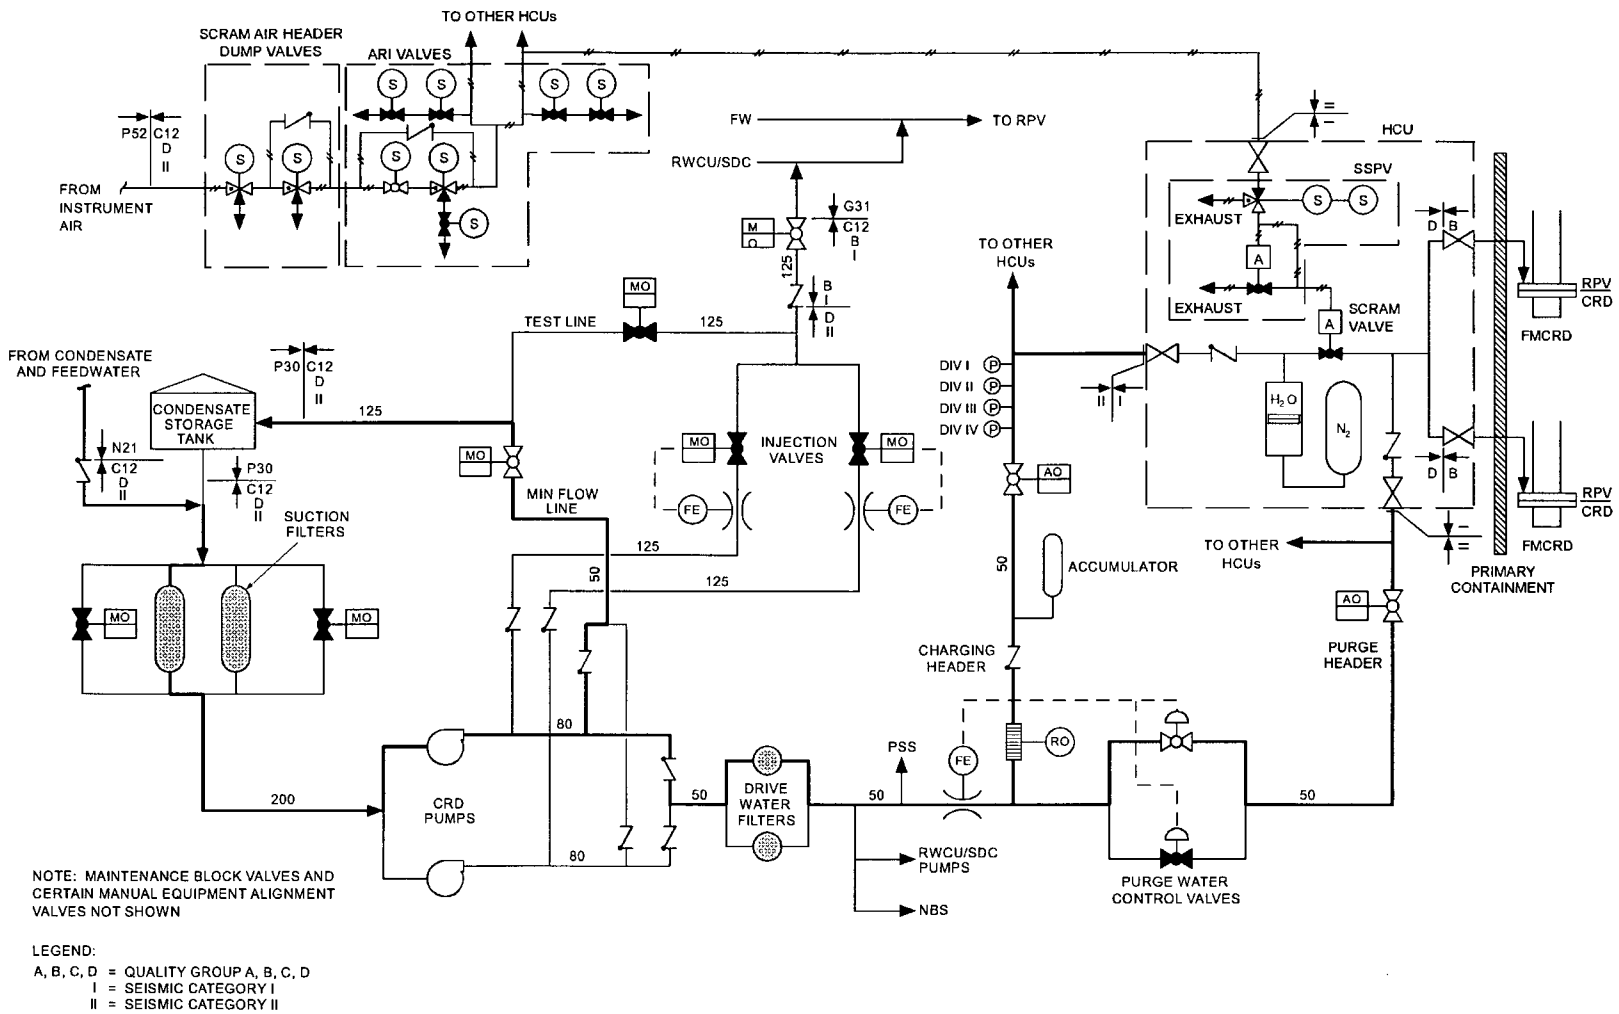 TO OTHER HCUs
SCRAM AIR HEADER
DUMP VALVES
ARI VALVES
S
S
S
S
P52
C12
D
II
S
S
S
S
S
FROM
INSTRUMENT
AIR
FW
TO RPV
RWCU/SDC
G31
C12
B
I
M
O
125
B
I
D
II
MO
TEST LINE
125
HCU
I
II
SSPV
S
S
EXHAUST
A
EXHAUST
A
SCRAM
VALVE
D
B
RPV
CRD
FMCRD
TO OTHER
HCUs
DIV I
P
DIV II
P
DIV III
P
DIV IV
P
II
I
H2O
N2
D
B
RPV
CRD
FMCRD
I
II
PRIMARY
CONTAINMENT
FROM CONDENSATE
AND FEEDWATER
P30
C12
D
II
CONDENSATE
STORAGE
TANK
125
N21
C12
D
II
P30
C12
D
II
SUCTION
FILTERS
MO
MIN FLOW
LINE
MO
INJECTION
VALVES
MO
FE
FE
125
125
50
AO
50
ACCUMULATOR
TO OTHER
HCUs
AO
PURGE
HEADER
MO
MO
CHARGING
HEADER
80
CRD
PUMPS
200
80
50
DRIVE
WATER
FILTERS
50
PSS
FE
RO
50
RWCU/SDC
PUMPS
NBS
PURGE WATER
CONTROL VALVES
NOTE: MAINTENANCE BLOCK VALVES AND
CERTAIN MANUAL EQUIPMENT ALIGNMENT
VALVES NOT SHOWN
LEGEND:
A, B, C, D = QUALITY GROUP A, B, C, D
I = SEISMIC CATEGORY I
II = SEISMIC CATEGORY II